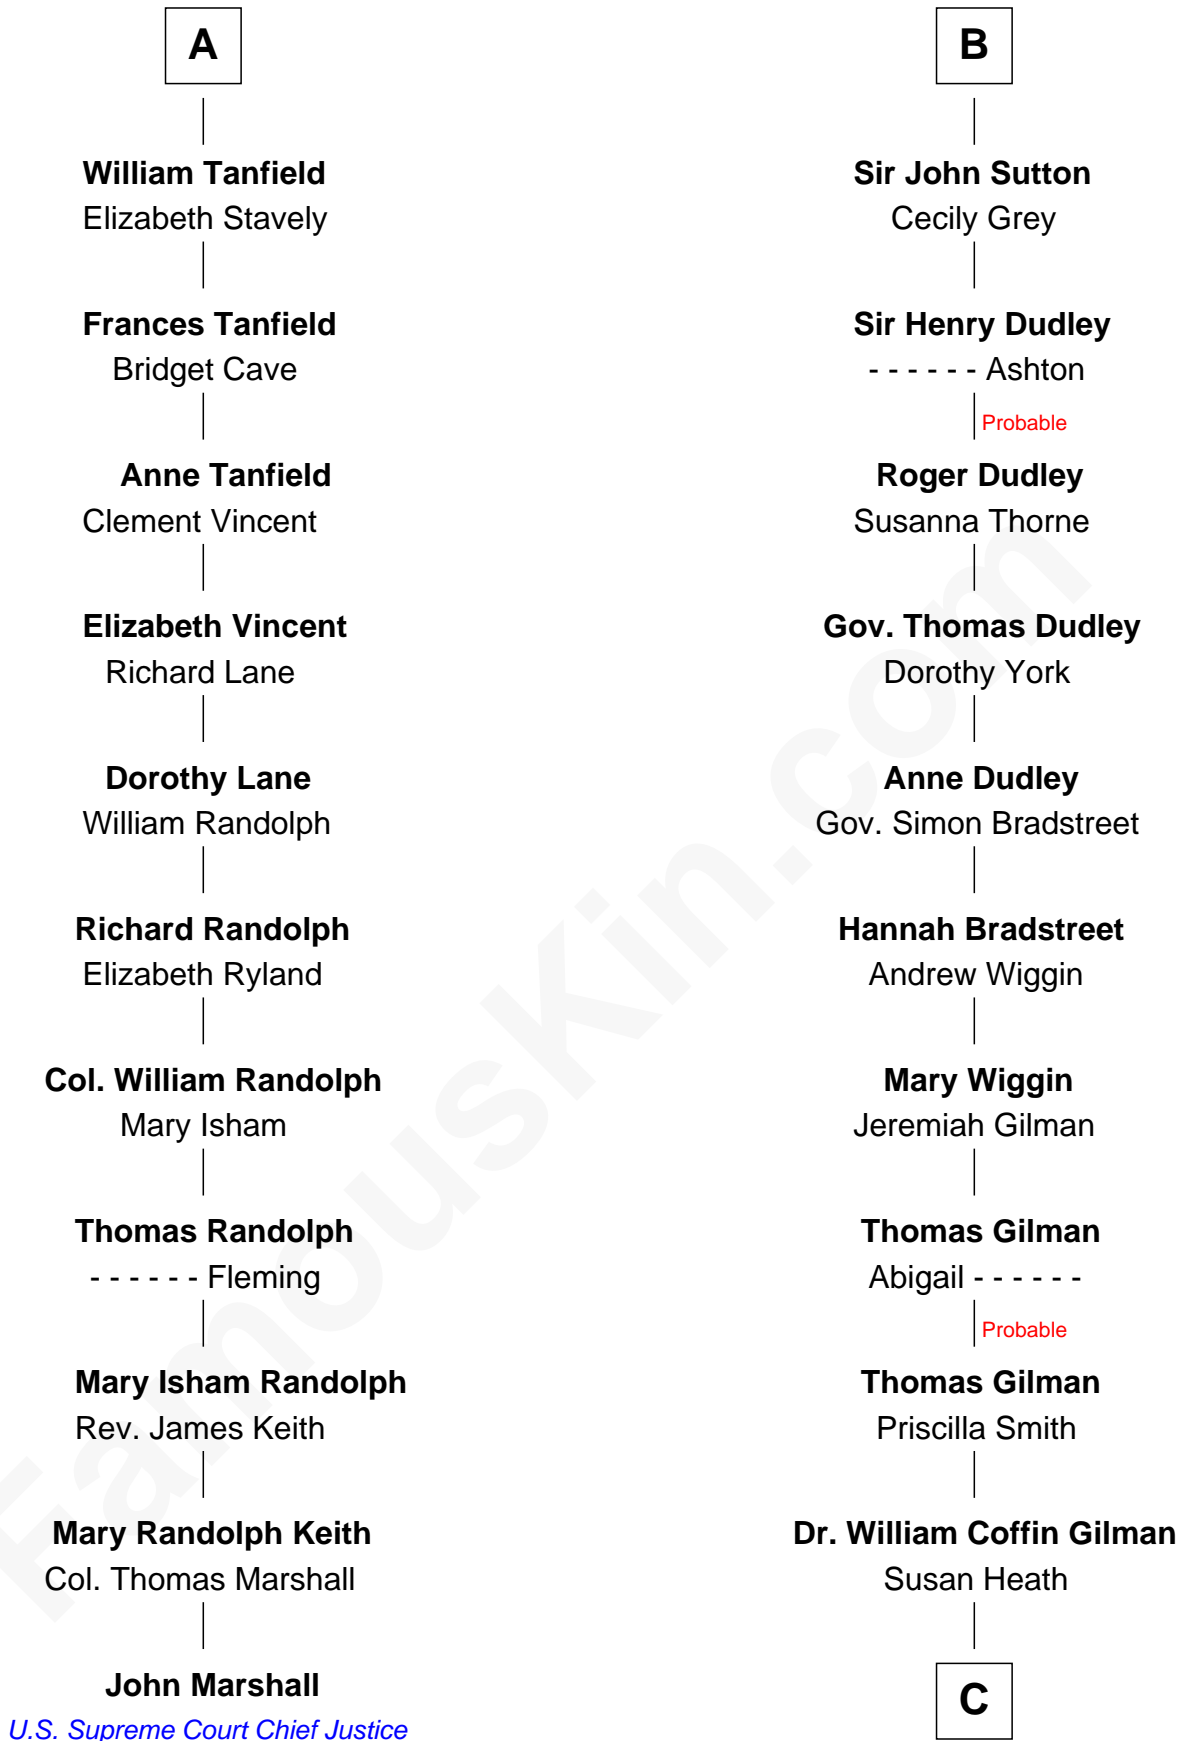 A
William Tanfield
Elizabeth Stavely
Frances Tanfield
Bridget Cave
Anne Tanfield
Clement Vincent
Elizabeth Vincent
Richard Lane
Dorothy Lane
William Randolph
Richard Randolph
Elizabeth Ryland
Col. William Randolph
Mary Isham
Thomas Randolph
- - - - - - Fleming
Mary Isham Randolph
Rev. James Keith
Mary Randolph Keith
Col. Thomas Marshall
John Marshall
U.S. Supreme Court Chief Justice
B
Sir John Sutton
Cecily Grey
Sir Henry Dudley
- - - - - - Ashton
Probable
Roger Dudley
Susanna Thorne
Gov. Thomas Dudley
Dorothy York
Anne Dudley
Gov. Simon Bradstreet
Hannah Bradstreet
Andrew Wiggin
Mary Wiggin
Jeremiah Gilman
Thomas Gilman
Abigail - - - - - -
Probable
Thomas Gilman
Priscilla Smith
Dr. William Coffin Gilman
Susan Heath
C
FamousKin.com